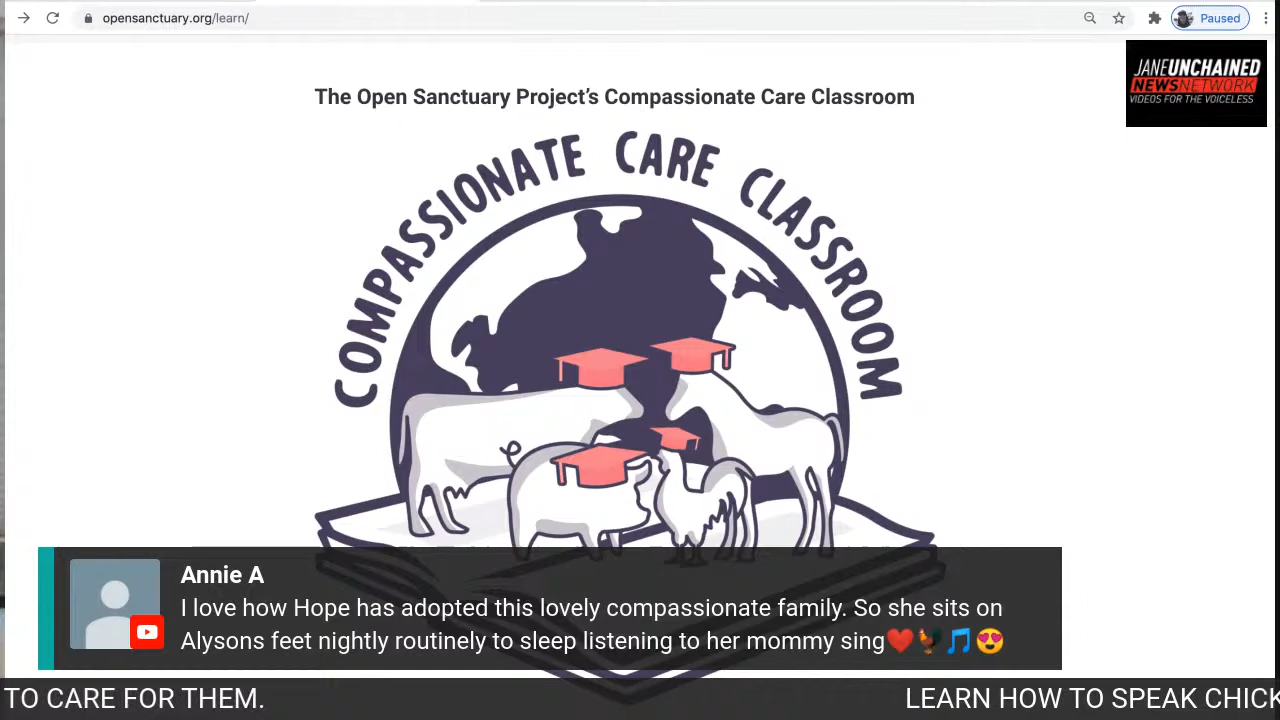 opensanctuary.org/learn/
Paused
JANEUNCHAINED
NEWSNETWORK
VIDEOS FOR THE VOICELESS
The Open Sanctuary Project’s Compassionate Care Classroom
COMPASSIONATE CARE CLASSROOM
Annie A
I love how Hope has adopted this lovely compassionate family. So she sits on
Alysons feet nightly routinely to sleep listening to her mommy sing❤️🐓🎵😍
TO CARE FOR THEM. LEARN HOW TO SPEAK CHICK